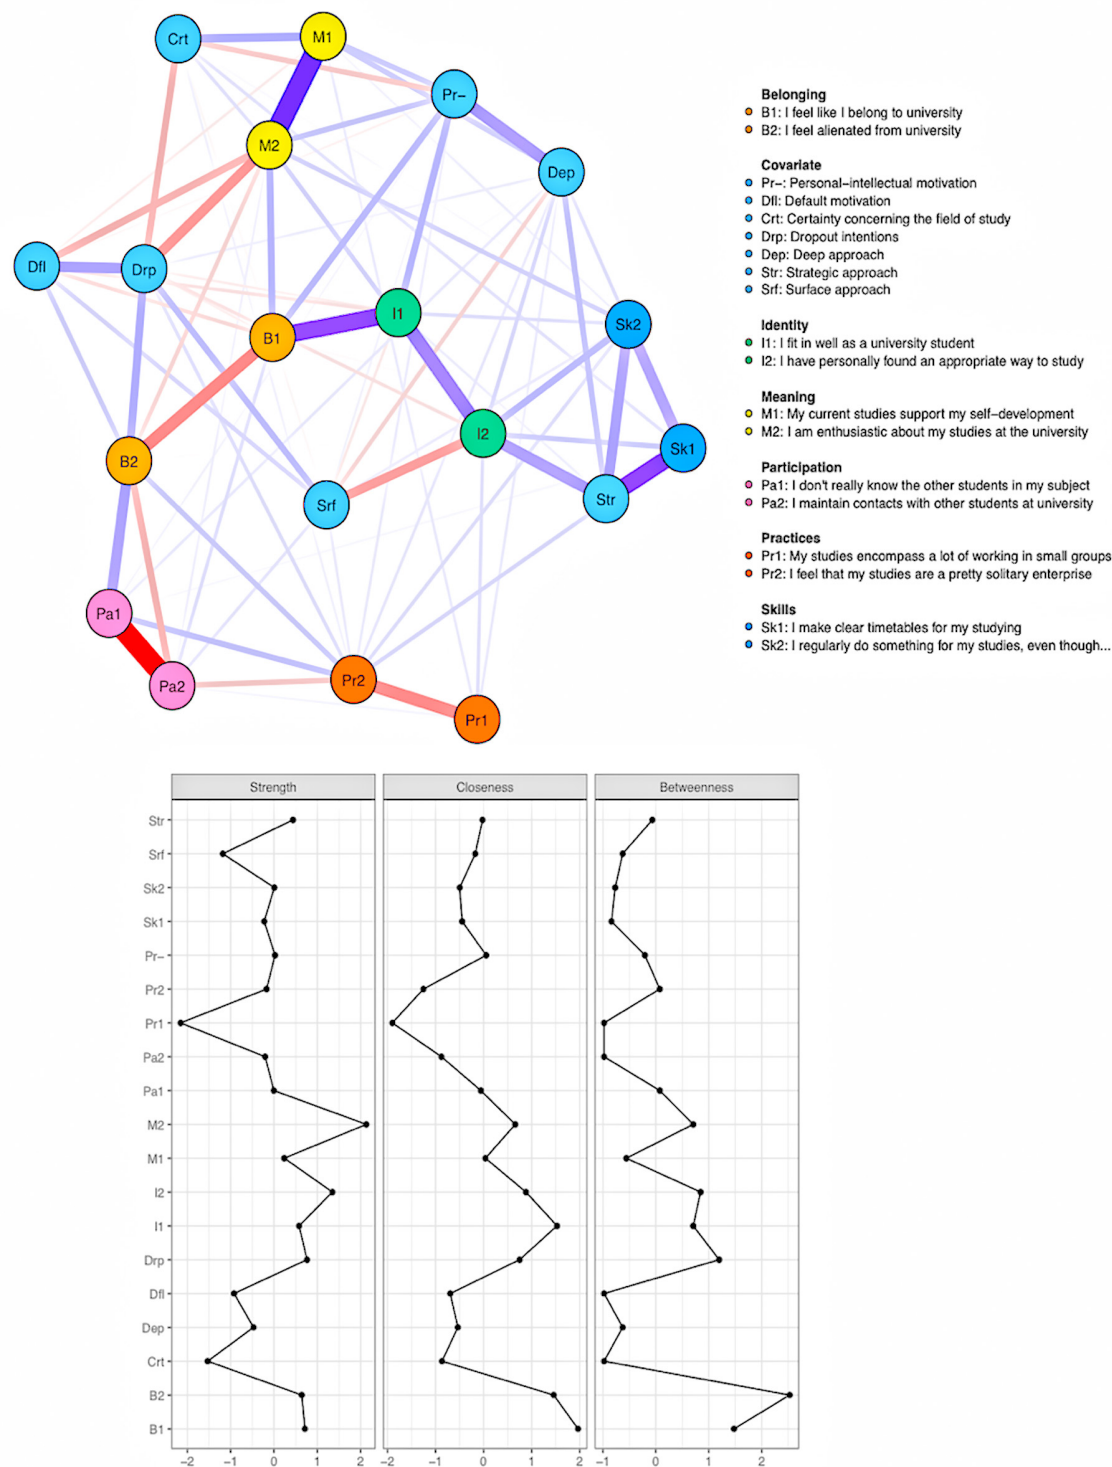 Crt
M1
Pr–
M2
Dep
Dfl
Drp
I1
Sk2
B1
I2
Sk1
B2
Srf
Str
Pa1
Pa2
Pr2
Pr1
Belonging
B1: I feel like I belong to university
B2: I feel alienated from university
Covariate
Pr–: Personal–intellectual motivation
Dfl: Default motivation
Crt: Certainty concerning the field of study
Drp: Dropout intentions
Dep: Deep approach
Str: Strategic approach
Srf: Surface approach
Identity
I1: I fit in well as a university student
I2: I have personally found an appropriate way to study
Meaning
M1: My current studies support my self–development
M2: I am enthusiastic about my studies at the university
Participation
Pa1: I don't really know the other students in my subject
Pa2: I maintain contacts with other students at university
Practices
Pr1: My studies encompass a lot of working in small groups
Pr2: I feel that my studies are a pretty solitary enterprise
Skills
Sk1: I make clear timetables for my studying
Sk2: I regularly do something for my studies, even though...
Strength Closeness Betweenness
Str
Srf
Sk2
Sk1
Pr–
Pr2
Pr1
Pa2
Pa1
M2
M1
I2
I1
Drp
Dfl
Dep
Crt
B2
B1
–2 –1 0 1 2 –2 –1 0 1 2 –1 0 1 2